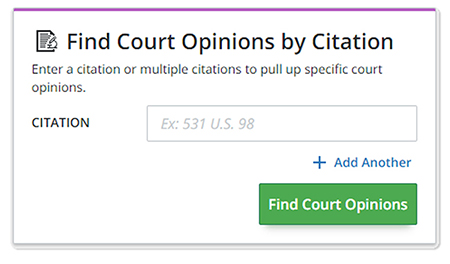 Find Court Opinions by Citation
Enter a citation or multiple citations to pull up specific court
opinions.
CITATION
Ex: 531 U.S. 98
+ Add Another
Find Court Opinions